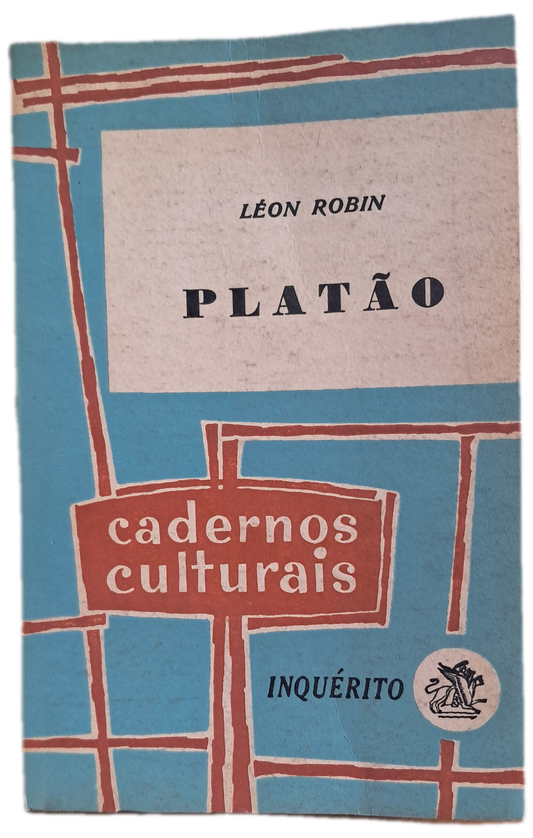 LÉON ROBIN
PLATÃO
cadernos
culturais
INQUÉRITO